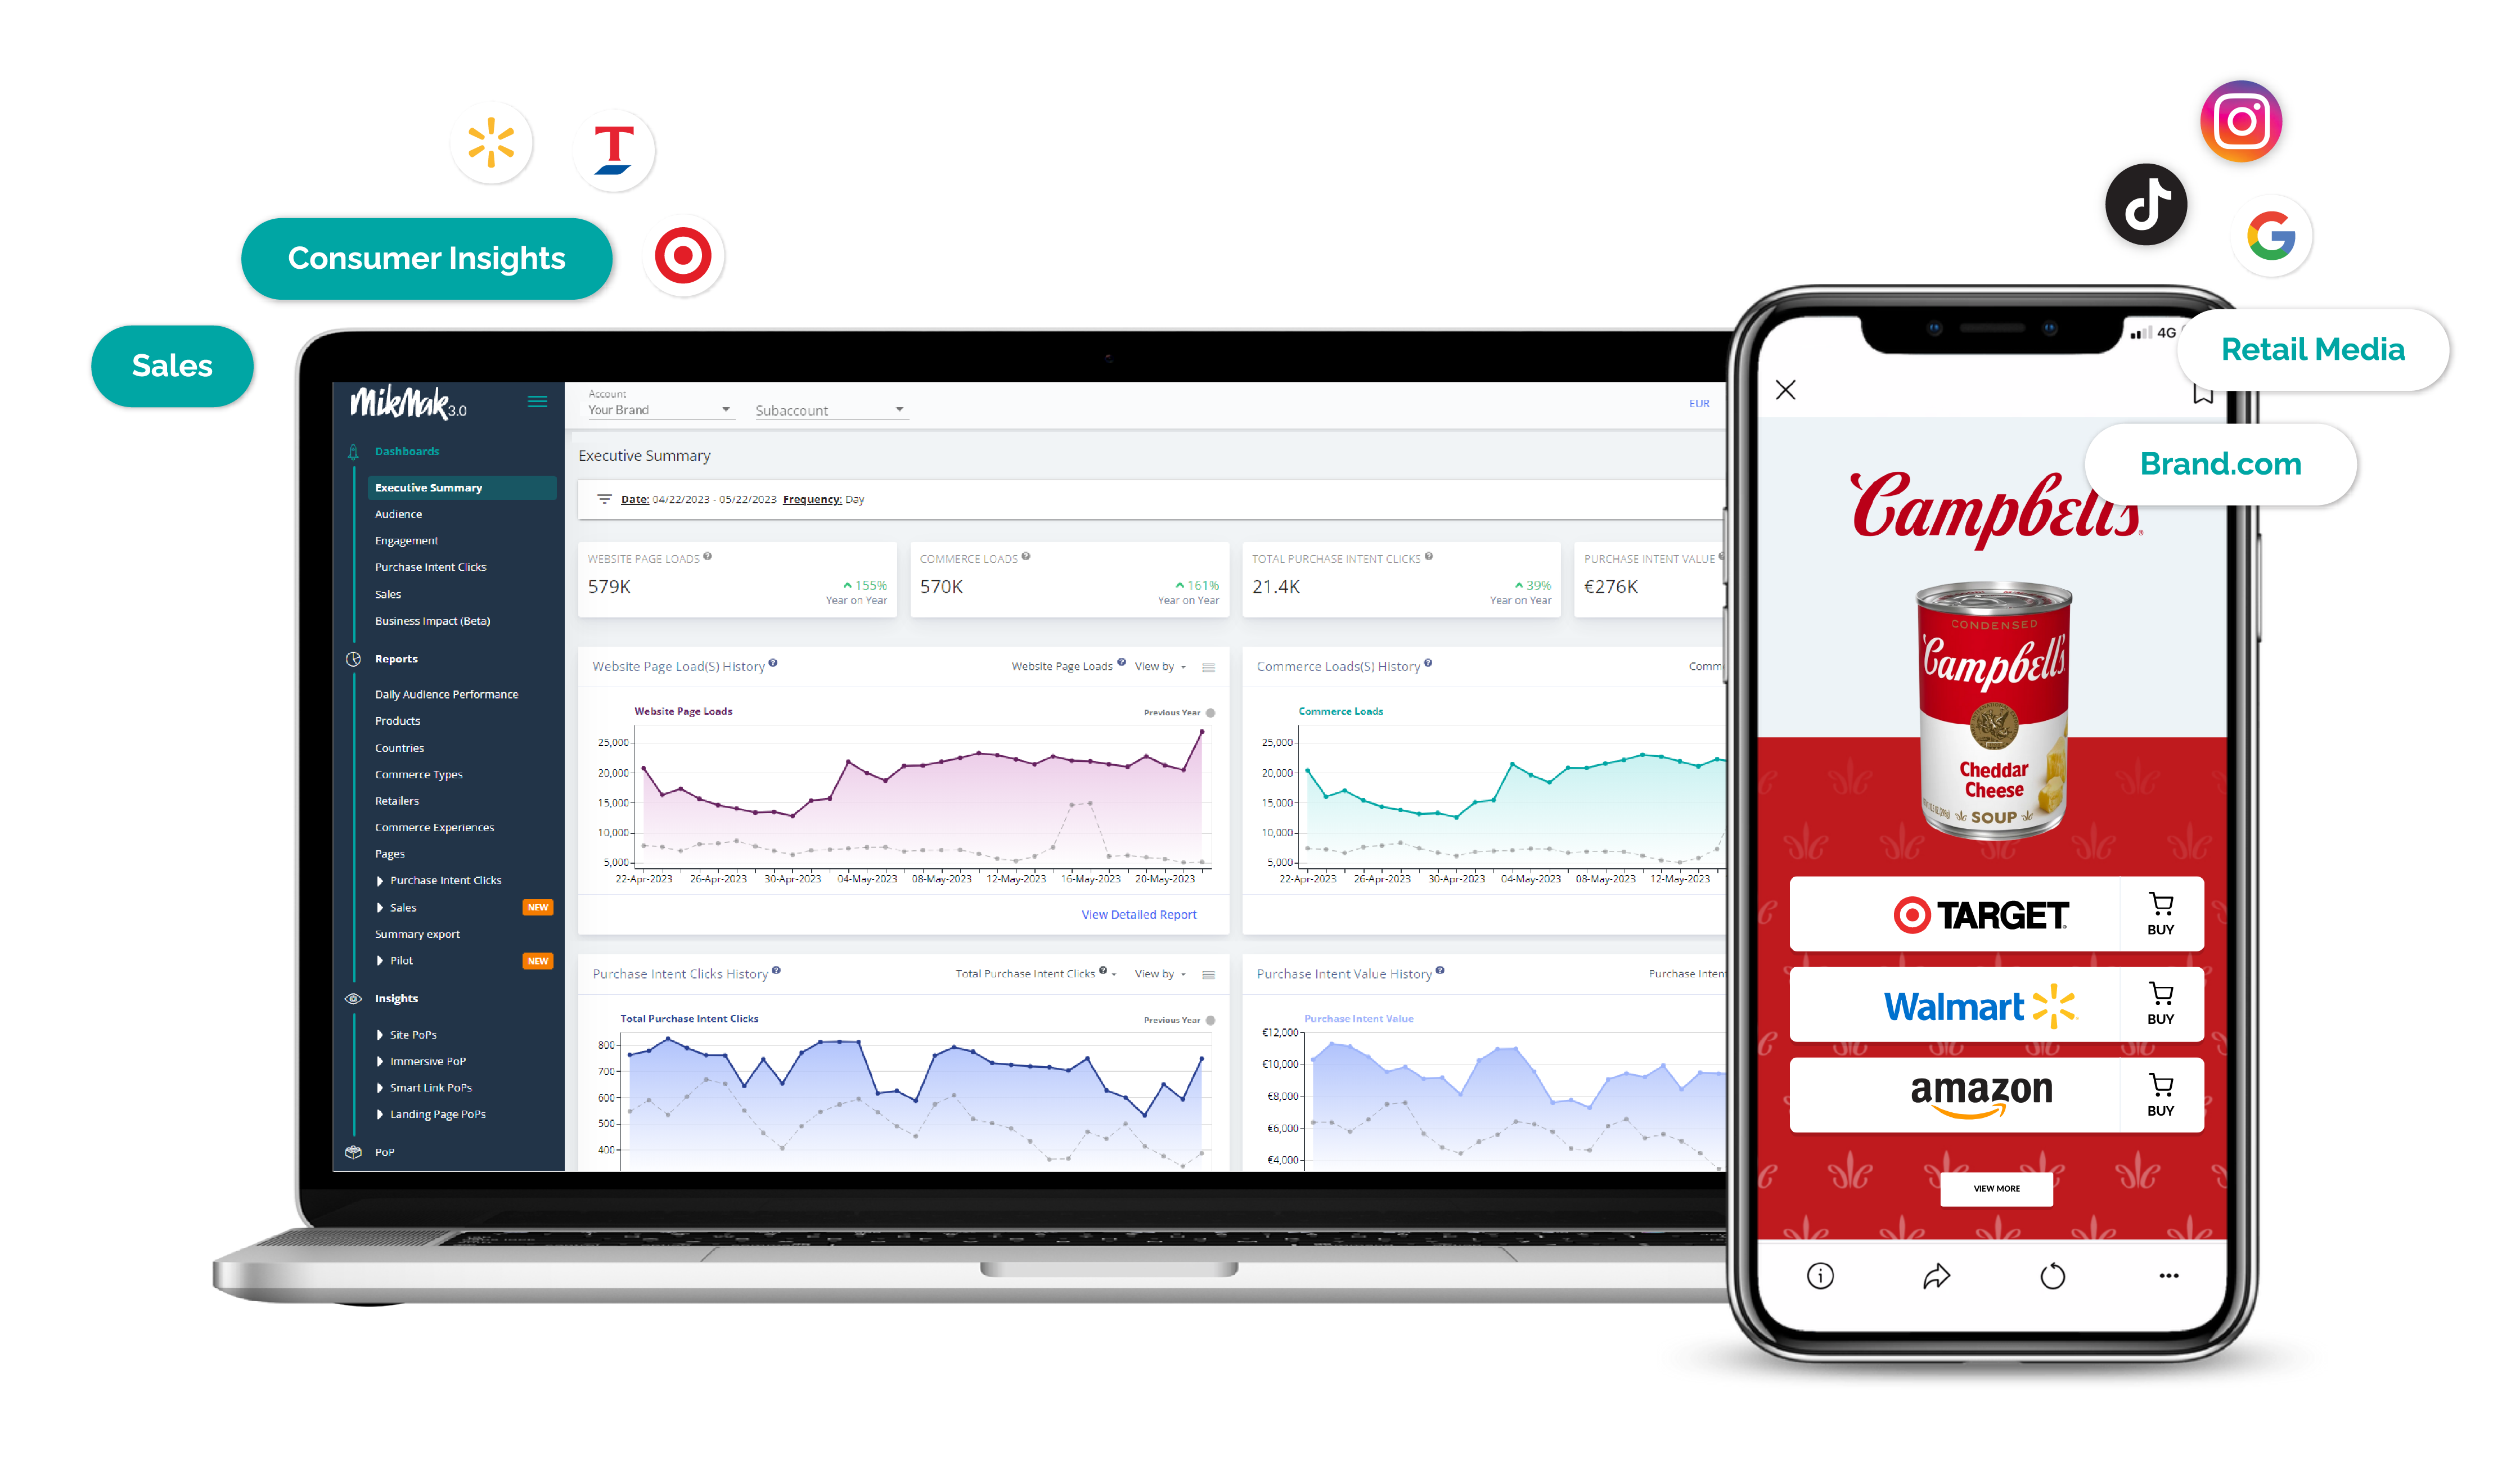 Consumer Insights
Sales
T
MikMak 3.0
Dashboards
Executive Summary
Audience
Engagement
Purchase Intent Clicks
Sales
Business Impact (Beta)
Reports
Daily Audience Performance
Products
Countries
Commerce Types
Retailers
Commerce Experiences
Pages
Purchase Intent Clicks
Sales NEW
Summary export
Pilot NEW
Insights
Site PoPs
Immersive PoP
Smart Link PoPs
Landing Page PoPs
PoP
Account
Your Brand
Subaccount
EUR
Executive Summary
Date: 04/22/2023 - 05/22/2023 Frequency: Day
WEBSITE PAGE LOADS
579K
155%
Year on Year
COMMERCE LOADS
570K
161%
Year on Year
TOTAL PURCHASE INTENT CLICKS
21.4K
39%
Year on Year
PURCHASE INTENT VALUE
€276K
Website Page Load(S) History
Website Page Loads View by
Website Page Loads
Previous Year
25,000
20,000
15,000
10,000
5,000
22-Apr-2023 26-Apr-2023 30-Apr-2023 04-May-2023 08-May-2023 12-May-2023 16-May-2023 20-May-2023
View Detailed Report
Commerce Loads(S) History
Comm
Commerce Loads
25,000
20,000
15,000
10,000
5,000
22-Apr-2023 26-Apr-2023 30-Apr-2023 04-May-2023 08-May-2023 12-May-2023
Purchase Intent Clicks History
Total Purchase Intent Clicks View by
Total Purchase Intent Clicks
Previous Year
800
700
600
500
400
Purchase Intent Value History
Purchase Inten
Purchase Intent Value
€12,000
€10,000
€8,000
€6,000
€4,000
G
4G
Retail Media
Brand.com
Campbell's
CONDENSED
Campbell's
Cheddar
Cheese
SOUP
TARGET
BUY
Walmart
BUY
amazon
BUY
VIEW MORE